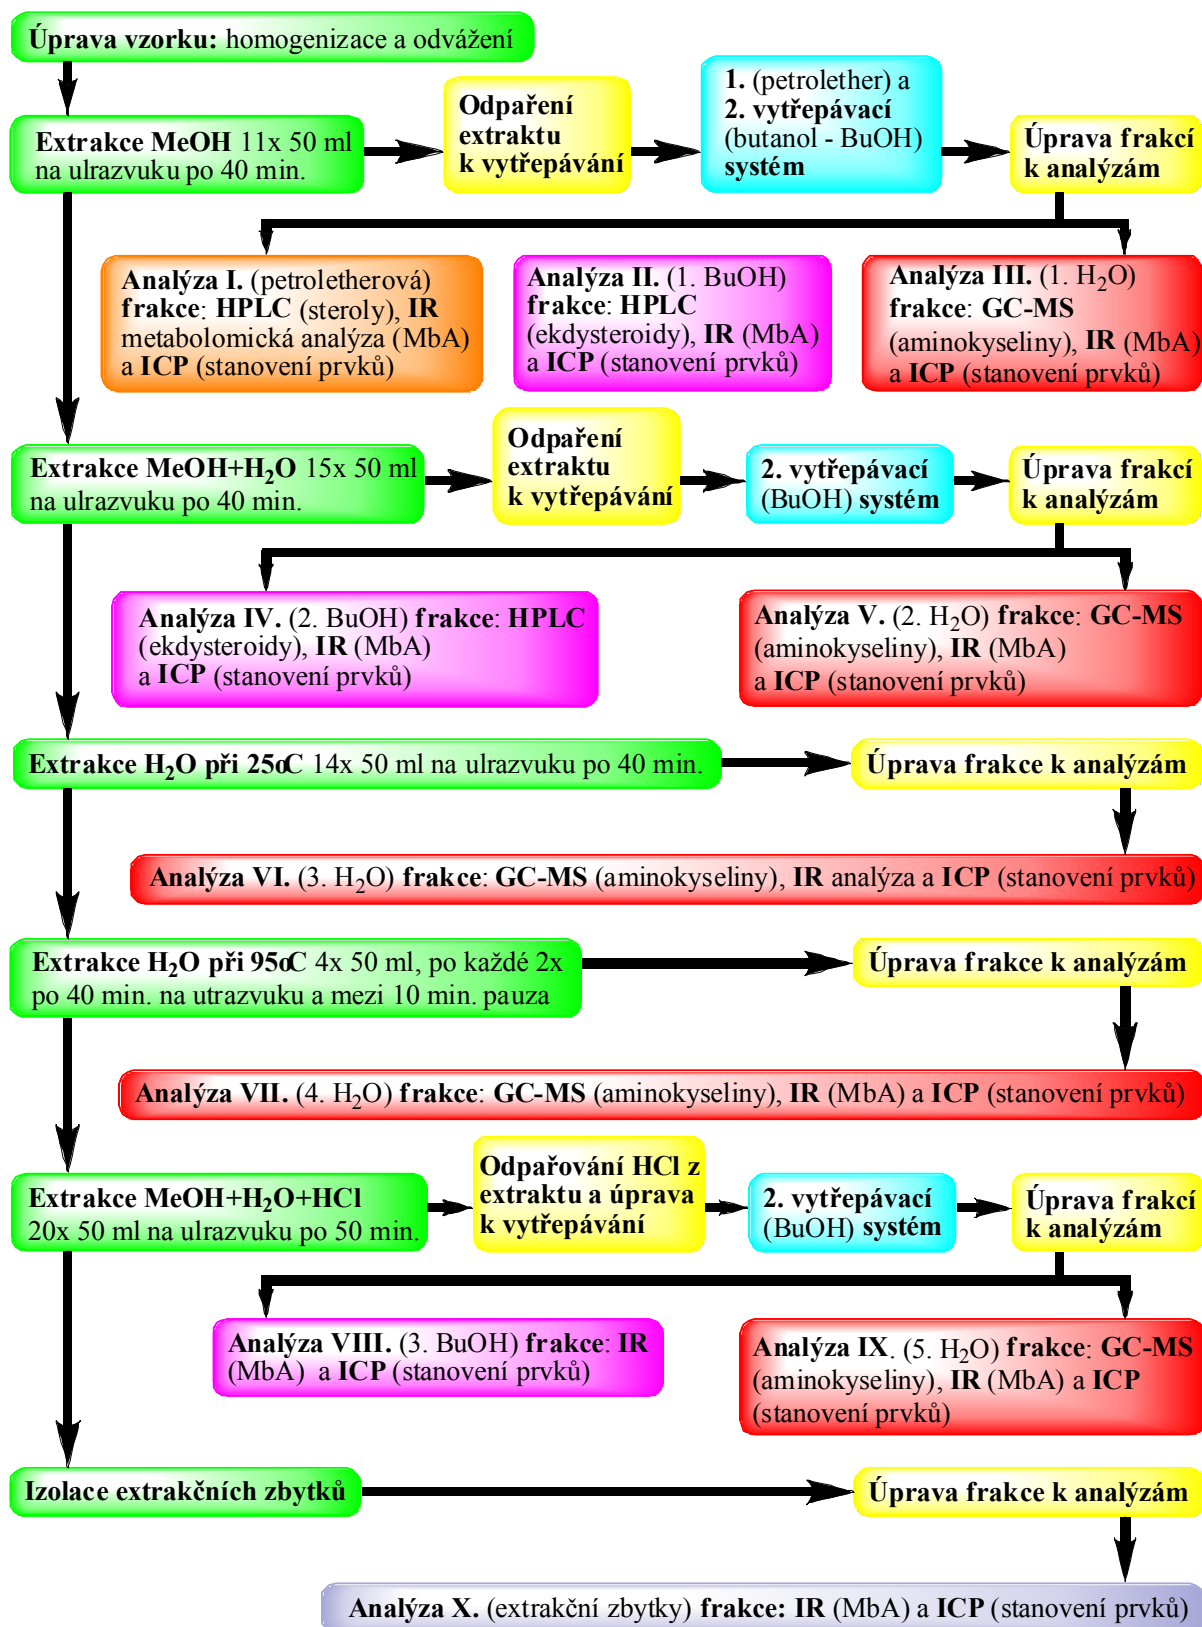 Úprava vzorku: homogenizace a odvážení
Extrakce MeOH 11x 50 ml
na ulrazvuku po 40 min.
Odpaření
extraktu
k vytřepávání
1. (petrolether) a
2. vytřepávací
(butanol - BuOH)
systém
Úprava frakcí
k analýzám
Analýza I. (petroletherová)
frakce: HPLC (steroly), IR
metabolomická analýza (MbA)
a ICP (stanovení prvků)
Analýza II. (1. BuOH)
frakce: HPLC
(ekdysteroidy), IR (MbA)
a ICP (stanovení prvků)
Analýza III. (1. H₂O)
frakce: GC-MS
(aminokyseliny), IR (MbA)
a ICP (stanovení prvků)
Extrakce MeOH+H₂O 15x 50 ml
na ulrazvuku po 40 min.
Odpaření
extraktu
k vytřepávání
2. vytřepávací
(BuOH) systém
Úprava frakcí
k analýzám
Analýza IV. (2. BuOH) frakce: HPLC
(ekdysteroidy), IR (MbA)
a ICP (stanovení prvků)
Analýza V. (2. H₂O) frakce: GC-MS
(aminokyseliny), IR (MbA)
a ICP (stanovení prvků)
Extrakce H₂O při 25oC 14x 50 ml na ulrazvuku po 40 min.
Úprava frakce k analýzám
Analýza VI. (3. H₂O) frakce: GC-MS (aminokyseliny), IR analýza a ICP (stanovení prvků)
Extrakce H₂O při 95oC 4x 50 ml, po každé 2x
po 40 min. na utrazvuku a mezi 10 min. pauza
Úprava frakce k analýzám
Analýza VII. (4. H₂O) frakce: GC-MS (aminokyseliny), IR (MbA) a ICP (stanovení prvků)
Extrakce MeOH+H₂O+HCl
20x 50 ml na ulrazvuku po 50 min.
Odpařování HCl z
extraktu a úprava
k vytřepávání
2. vytřepávací
(BuOH) systém
Úprava frakcí
k analýzám
Analýza VIII. (3. BuOH) frakce: IR
(MbA) a ICP (stanovení prvků)
Analýza IX. (5. H₂O) frakce: GC-MS
(aminokyseliny), IR (MbA) a ICP
(stanovení prvků)
Izolace extrakčních zbytků
Úprava frakce k analýzám
Analýza X. (extrakční zbytky) frakce: IR (MbA) a ICP (stanovení prvků)